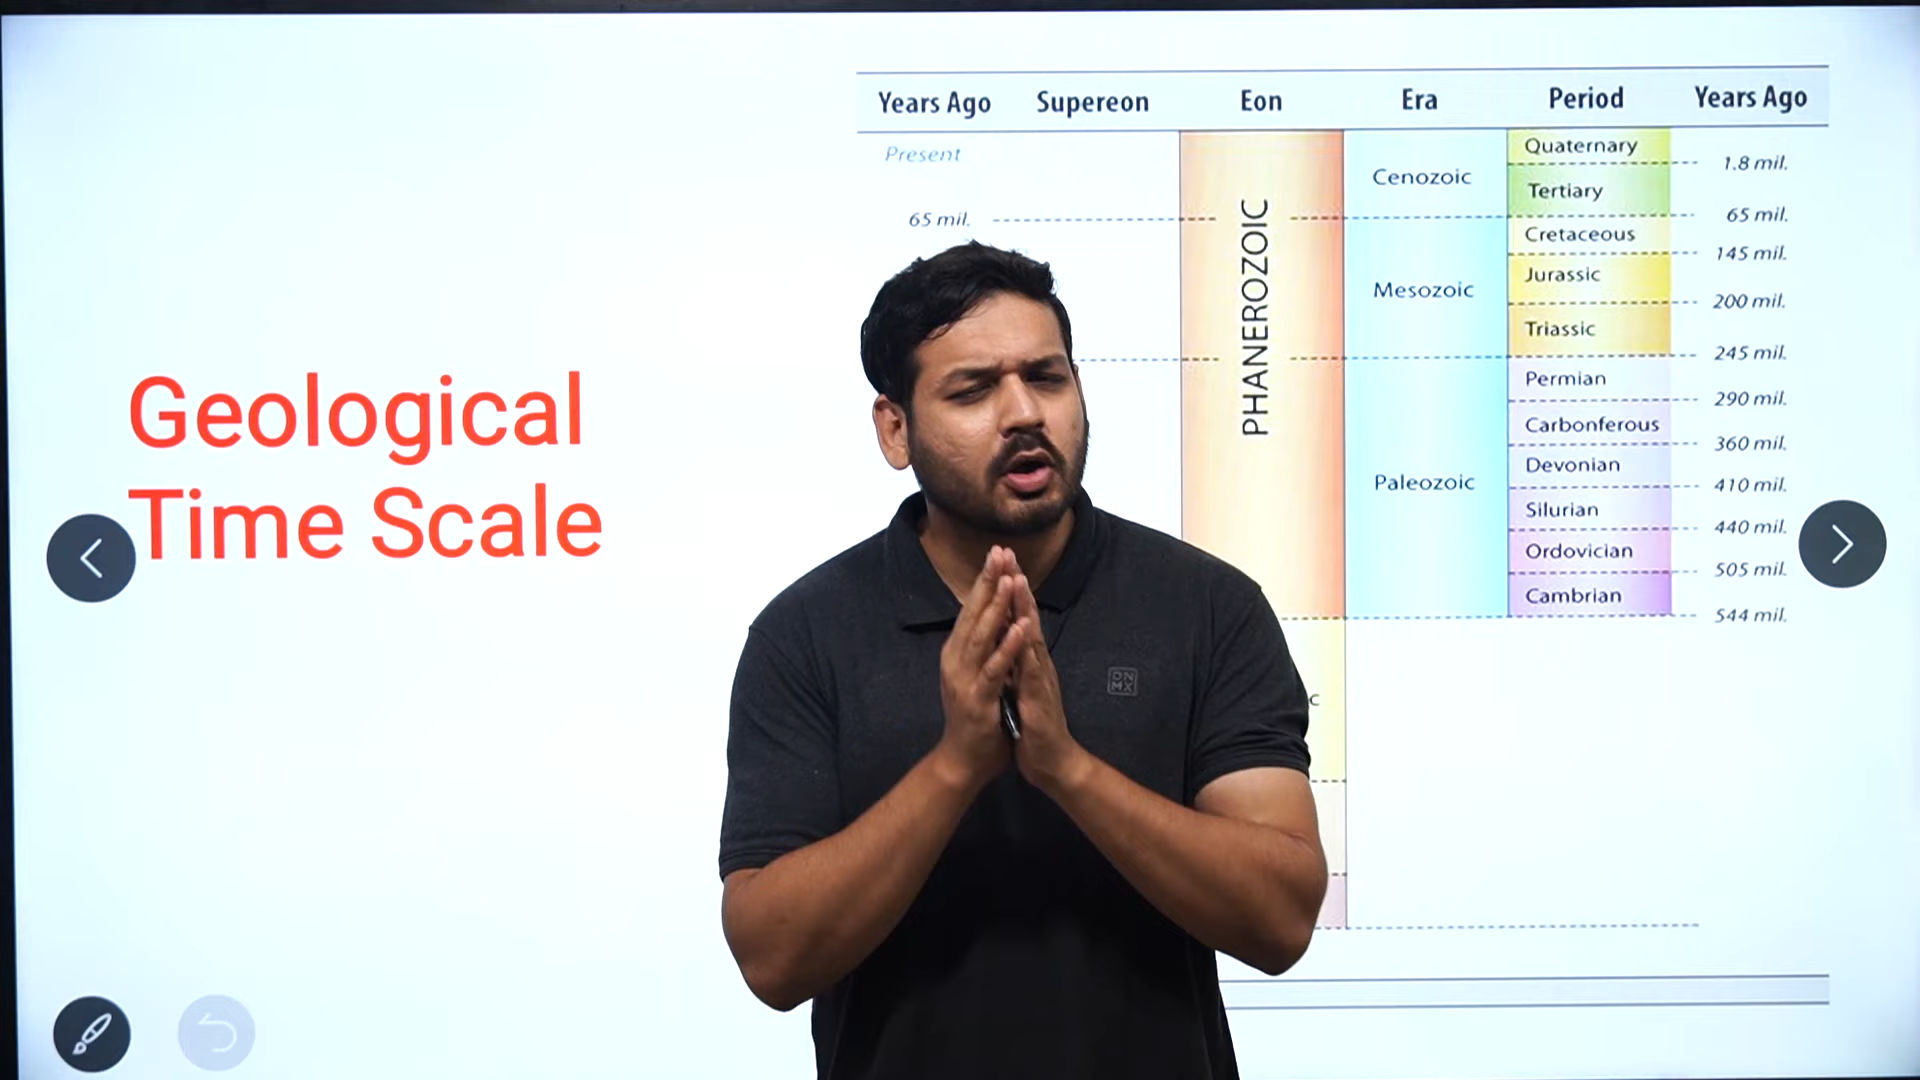 Geological
Time Scale
Years Ago Supereon Eon Era Period Years Ago
Present
65 mil.
PHANEROZOIC
Cenozoic
Mesozoic
Paleozoic
Quaternary
Tertiary
Cretaceous
Jurassic
Triassic
Permian
Carbonferous
Devonian
Silurian
Ordovician
Cambrian
1.8 mil.
65 mil.
145 mil.
200 mil.
245 mil.
290 mil.
360 mil.
410 mil.
440 mil.
505 mil.
544 mil.
c
DN
MX